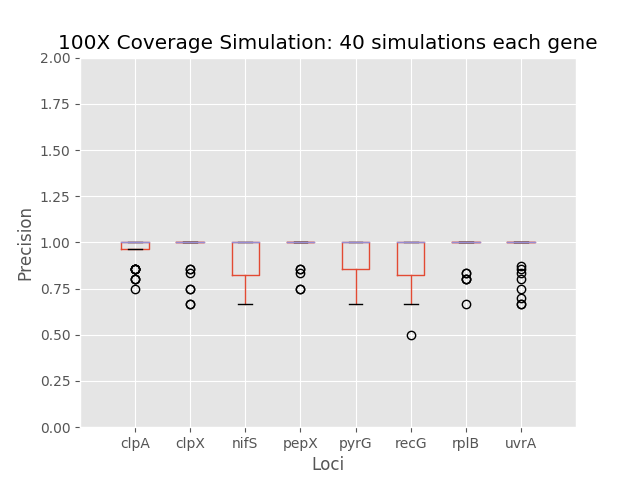 100X Coverage Simulation: 40 simulations each gene
2.00
1.75
1.50
1.25
1.00
0.75
0.50
0.25
0.00
Precision
clpA clpX nifS pepX pyrG recG rplB uvrA
Loci